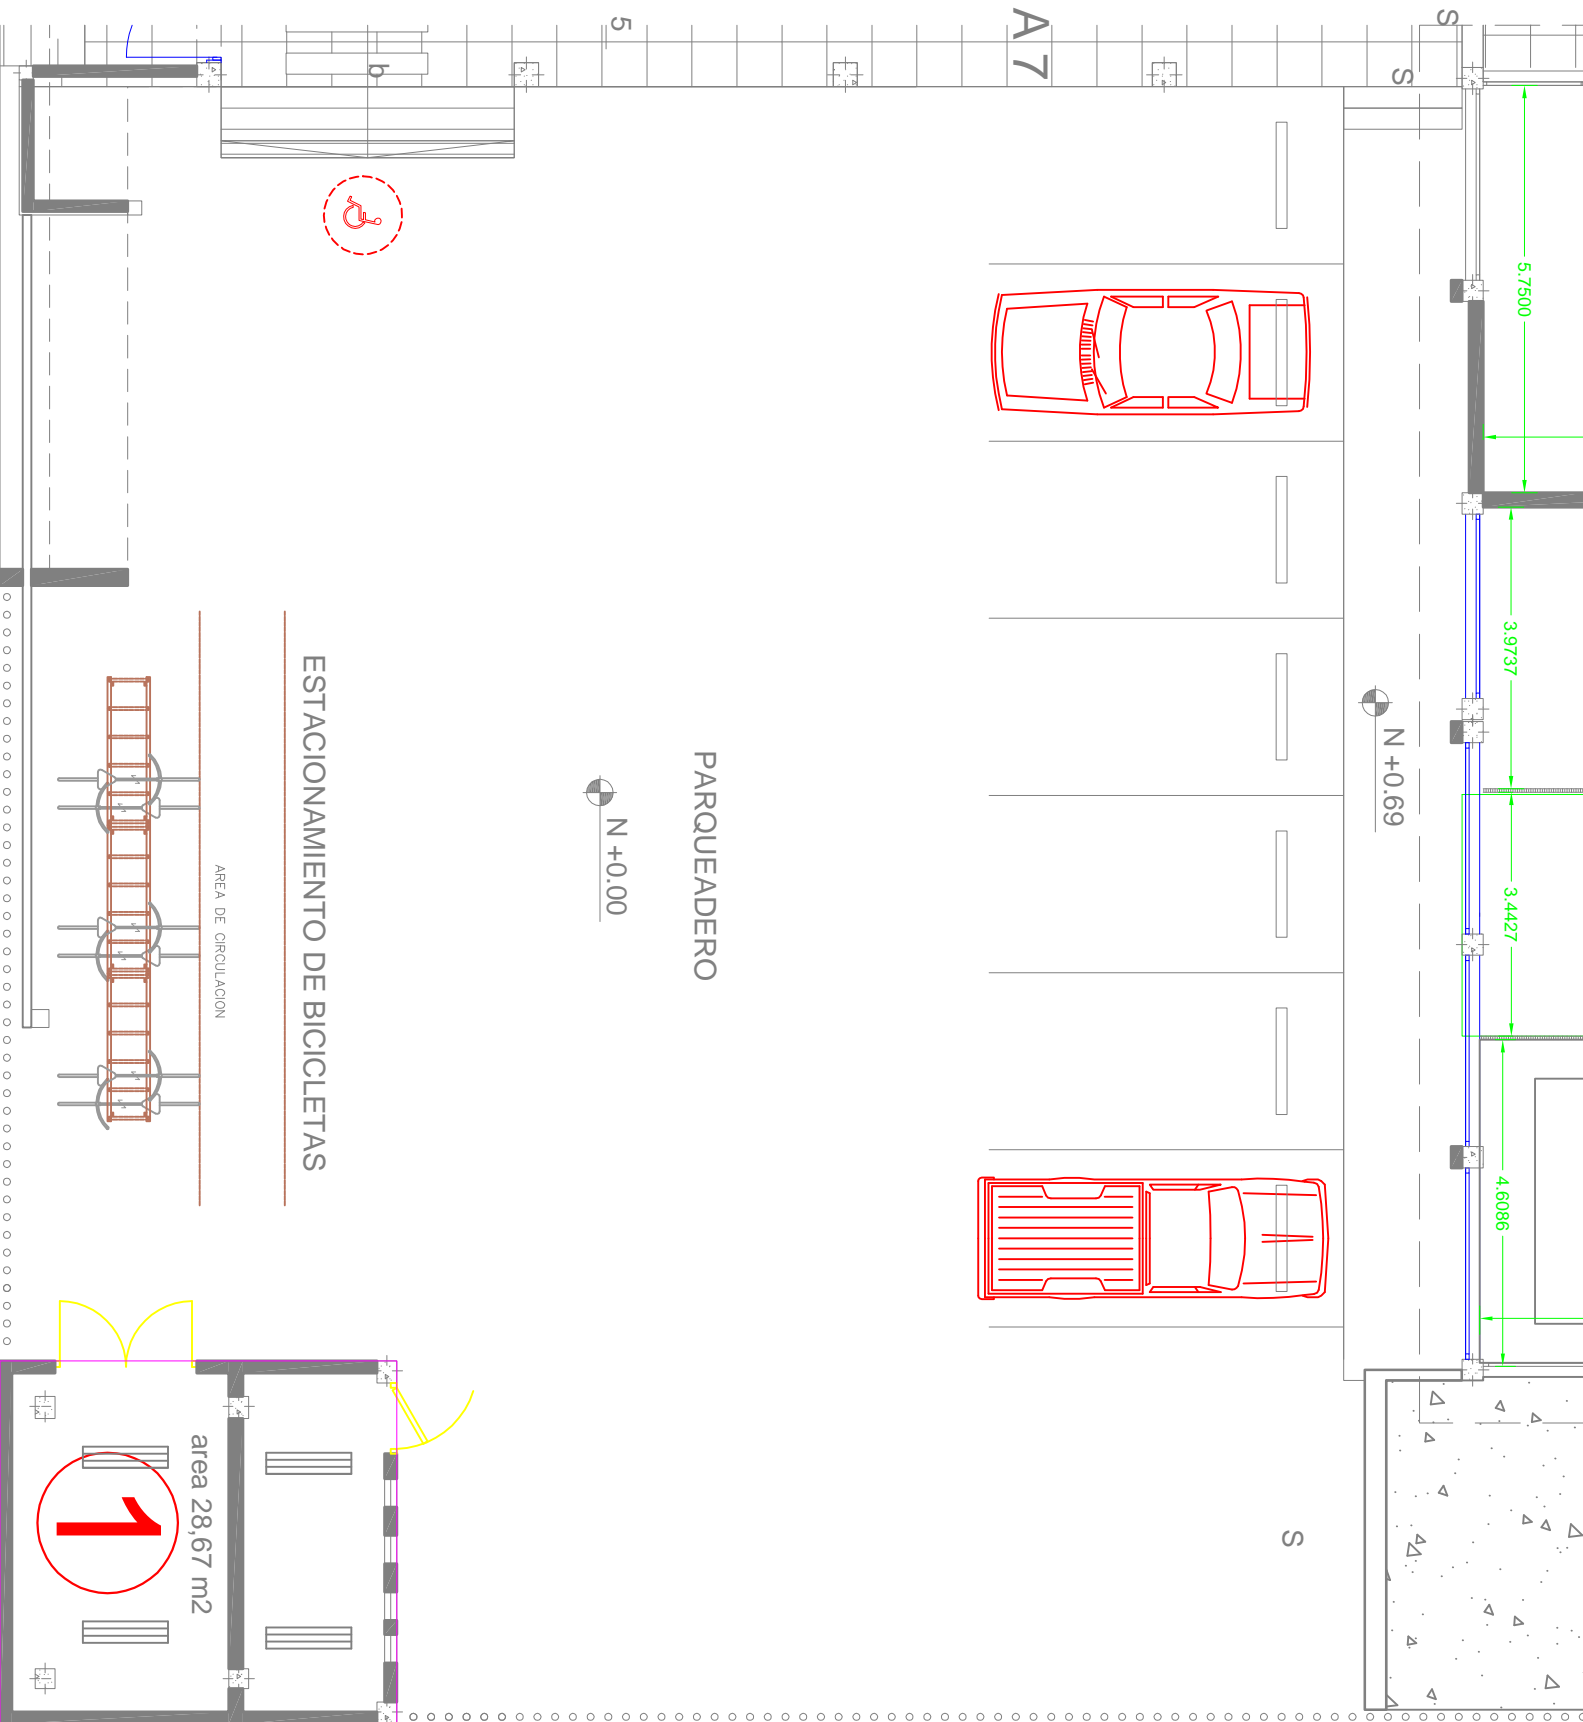 S
A 7
5
S
b
5.7500
3.9737
N +0.69
3.4427
4.6086
PARQUEADERO
N +0.00
ESTACIONAMIENTO DE BICICLETAS
AREA DE CIRCULACION
S
area 28,67 m2
1